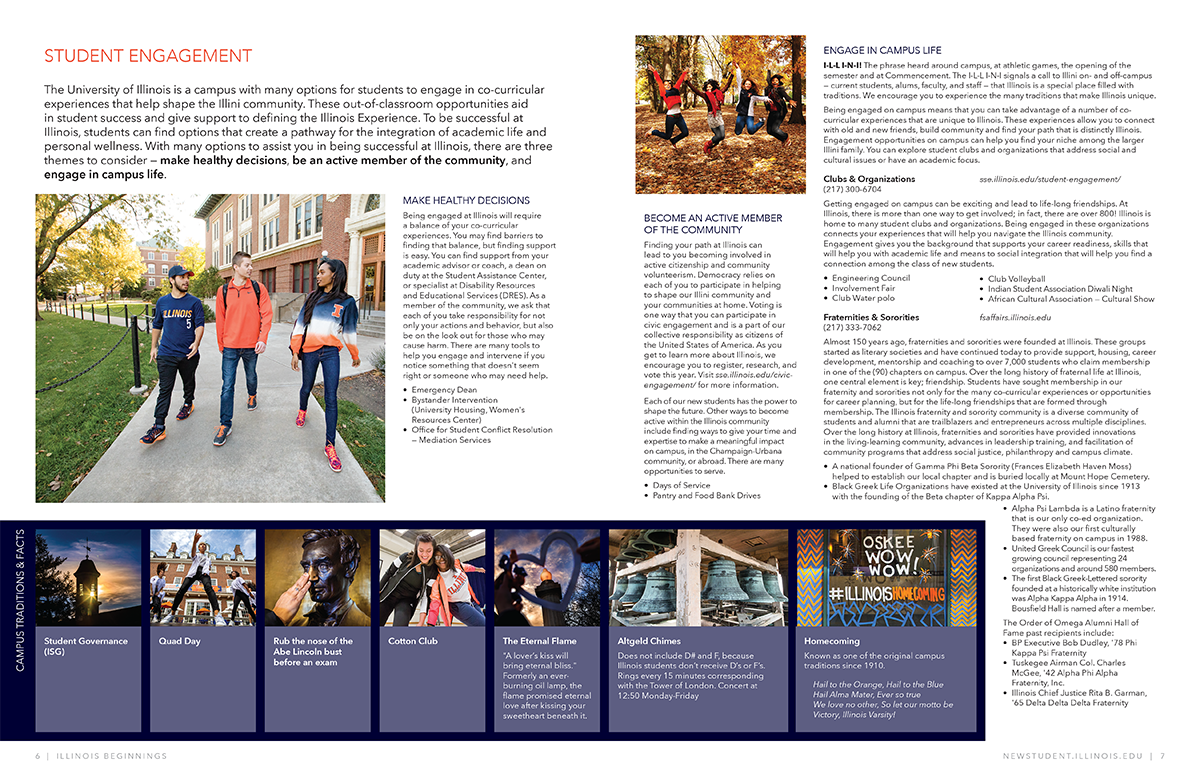 STUDENT ENGAGEMENT
The University of Illinois is a campus with many options for students to engage in co-curricular
experiences that help shape the Illini community. These out-of-classroom opportunities aid
in student success and give support to defining the Illinois Experience. To be successful at
Illinois, students can find options that create a pathway for the integration of academic life and
personal wellness. With many options to assist you in being successful at Illinois, there are three
themes to consider – make healthy decisions, be an active member of the community, and
engage in campus life.
ILLINOIS
5
I
MAKE HEALTHY DECISIONS
Being engaged at Illinois will require
a balance of your co-curricular
experiences. You may find barriers to
finding that balance, but finding support
is easy. You can find support from your
academic advisor or coach, a dean on
duty at the Student Assistance Center,
or specialist at Disability Resources
and Educational Services (DRES). As a
member of the community, we ask that
each of you take responsibility for not
only your actions and behavior, but also
be on the look out for those who may
cause harm. There are many tools to
help you engage and intervene if you
notice something that doesn't seem
right or someone who may need help.
• Emergency Dean
• Bystander Intervention
(University Housing, Women's
Resources Center)
• Office for Student Conflict Resolution
– Mediation Services
BECOME AN ACTIVE MEMBER
OF THE COMMUNITY
Finding your path at Illinois can
lead to you becoming involved in
active citizenship and community
volunteerism. Democracy relies on
each of you to participate in helping
to shape our Illini community and
your communities at home. Voting is
one way that you can participate in
civic engagement and is a part of our
collective responsibility as citizens of
the United States of America. As you
get to learn more about Illinois, we
encourage you to register, research, and
vote this year. Visit sse.illinois.edu/civic-
engagement/ for more information.
Each of our new students has the power to
shape the future. Other ways to become
active within the Illinois community
include finding ways to give your time and
expertise to make a meaningful impact
on campus, in the Champaign-Urbana
community, or abroad. There are many
opportunities to serve.
• Days of Service
• Pantry and Food Bank Drives
ENGAGE IN CAMPUS LIFE
I-L-L I-N-I! The phrase heard around campus, at athletic games, the opening of the
semester and at Commencement. The I-L-L I-N-I signals a call to Illini on- and off-campus
– current students, alums, faculty, and staff – that Illinois is a special place filled with
traditions. We encourage you to experience the many traditions that make Illinois unique.
Being engaged on campus means that you can take advantage of a number of co-
curricular experiences that are unique to Illinois. These experiences allow you to connect
with old and new friends, build community and find your path that is distinctly Illinois.
Engagement opportunities on campus can help you find your niche among the larger
Illini family. You can explore student clubs and organizations that address social and
cultural issues or have an academic focus.
Clubs & Organizations sse.illinois.edu/student-engagement/
(217) 300-6704
Getting engaged on campus can be exciting and lead to life-long friendships. At
Illinois, there is more than one way to get involved; in fact, there are over 800! Illinois is
home to many student clubs and organizations. Being engaged in these organizations
connects your experiences that will help you navigate the Illinois community.
Engagement gives you the background that supports your career readiness, skills that
will help you with academic life and means to social integration that will help you find a
connection among the class of new students.
• Engineering Council
• Involvement Fair
• Club Water polo
• Club Volleyball
• Indian Student Association Diwali Night
• African Cultural Association – Cultural Show
Fraternities & Sororities fsaffairs.illinois.edu
(217) 333-7062
Almost 150 years ago, fraternities and sororities were founded at Illinois. These groups
started as literary societies and have continued today to provide support, housing, career
development, mentorship and coaching to over 7,000 students who claim membership
in one of the (90) chapters on campus. Over the long history of fraternal life at Illinois,
one central element is key; friendship. Students have sought membership in our
fraternity and sororities not only for the many co-curricular experiences or opportunities
for career planning, but for the life-long friendships that are formed through
membership. The Illinois fraternity and sorority community is a diverse community of
students and alumni that are trailblazers and entrepreneurs across multiple disciplines.
Over the long history at Illinois, fraternities and sororities have provided innovations
in the living-learning community, advances in leadership training, and facilitation of
community programs that address social justice, philanthropy and campus climate.
• A national founder of Gamma Phi Beta Sorority (Frances Elizabeth Haven Moss)
helped to establish our local chapter and is buried locally at Mount Hope Cemetery.
• Black Greek Life Organizations have existed at the University of Illinois since 1913
with the founding of the Beta chapter of Kappa Alpha Psi.
• Alpha Psi Lambda is a Latino fraternity
that is our only co-ed organization.
They were also our first culturally
based fraternity on campus in 1988.
• United Greek Council is our fastest
growing council representing 24
organizations and around 580 members.
• The first Black Greek-Lettered sorority
founded at a historically white institution
was Alpha Kappa Alpha in 1914.
Bousfield Hall is named after a member.
The Order of Omega Alumni Hall of
Fame past recipients include:
• BP Executive Bob Dudley, '78 Phi
Kappa Psi Fraternity
• Tuskegee Airman Col. Charles
McGee, '42 Alpha Phi Alpha
Fraternity, Inc.
• Illinois Chief Justice Rita B. Garman,
'65 Delta Delta Delta Fraternity
CAMPUS TRADITIONS & FACTS
Student Governance
(ISG)
Quad Day
Rub the nose of the
Abe Lincoln bust
before an exam
Cotton Club
The Eternal Flame
"A lover's kiss will
bring eternal bliss."
Formerly an ever-
burning oil lamp, the
flame promised eternal
love after kissing your
sweetheart beneath it.
Altgeld Chimes
Does not include D# and F, because
Illinois students don't receive D's or F's.
Rings every 15 minutes corresponding
with the Tower of London. Concert at
12:50 Monday-Friday
OSKEE
WOW
WOW!
#ILLINOISHOMECOMING
Homecoming
Known as one of the original campus
traditions since 1910.
Hail to the Orange, Hail to the Blue
Hail Alma Mater, Ever so true
We love no other, So let our motto be
Victory, Illinois Varsity!
6 | ILLINOIS BEGINNINGS
NEWSTUDENT.ILLINOIS.EDU | 7